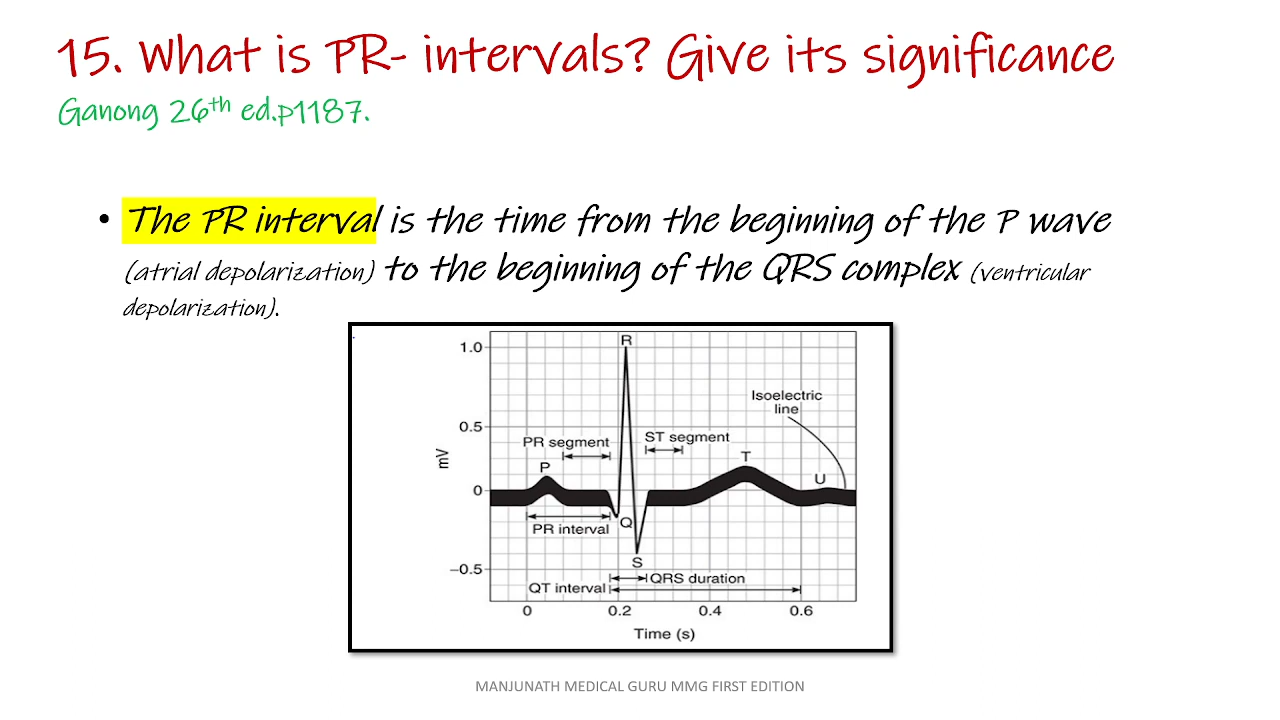 15. What is PR- intervals? Give its significance
Ganong 26th ed.p1187.
• The PR interval is the time from the beginning of the P wave
(atrial depolarization) to the beginning of the QRS complex (ventricular
depolarization).
R
1.0
Isoelectric
line
0.5
PR segment
ST segment
mV
P
T
U
0
Q
PR interval
S
−0.5
QRS duration
QT interval
0 0.2 0.4 0.6
Time (s)
MANJUNATH MEDICAL GURU MMG FIRST EDITION